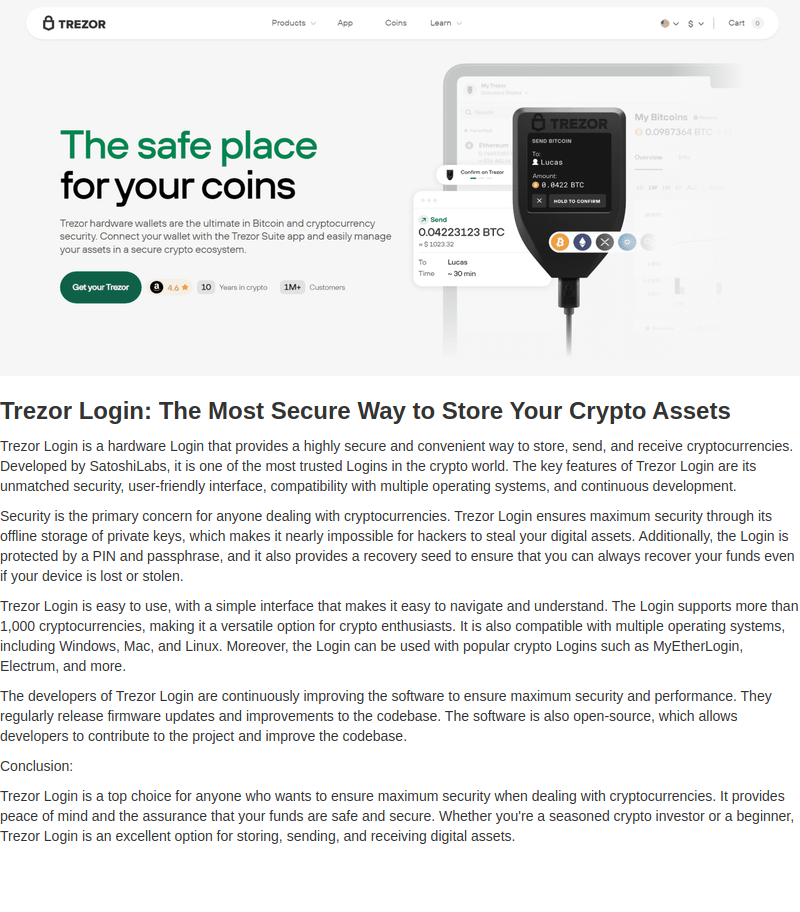 TREZOR
Products
App
Coins
Learn
$
Cart
0
The safe place
for your coins
Trezor hardware wallets are the ultimate in Bitcoin and cryptocurrency
security. Connect your wallet with the Trezor Suite app and easily manage
your assets in a secure crypto ecosystem.
Get your Trezor
4.6
10
Years in crypto
1M+
Customers
My Trezor
Ethereum
Confirm on Trezor
Send
0.04223123 BTC
≈ $ 1023.32
To
Lucas
Time
~ 30 min
TREZOR
SEND BITCOIN
To:
Lucas
Amount:
0.0422 BTC
HOLD TO CONFIRM
My Bitcoins
0.0987364 BTC
Overview
Trezor Login: The Most Secure Way to Store Your Crypto Assets
Trezor Login is a hardware Login that provides a highly secure and convenient way to store, send, and receive cryptocurrencies.
Developed by SatoshiLabs, it is one of the most trusted Logins in the crypto world. The key features of Trezor Login are its
unmatched security, user-friendly interface, compatibility with multiple operating systems, and continuous development.
Security is the primary concern for anyone dealing with cryptocurrencies. Trezor Login ensures maximum security through its
offline storage of private keys, which makes it nearly impossible for hackers to steal your digital assets. Additionally, the Login is
protected by a PIN and passphrase, and it also provides a recovery seed to ensure that you can always recover your funds even
if your device is lost or stolen.
Trezor Login is easy to use, with a simple interface that makes it easy to navigate and understand. The Login supports more than
1,000 cryptocurrencies, making it a versatile option for crypto enthusiasts. It is also compatible with multiple operating systems,
including Windows, Mac, and Linux. Moreover, the Login can be used with popular crypto Logins such as MyEtherLogin,
Electrum, and more.
The developers of Trezor Login are continuously improving the software to ensure maximum security and performance. They
regularly release firmware updates and improvements to the codebase. The software is also open-source, which allows
developers to contribute to the project and improve the codebase.
Conclusion:
Trezor Login is a top choice for anyone who wants to ensure maximum security when dealing with cryptocurrencies. It provides
peace of mind and the assurance that your funds are safe and secure. Whether you're a seasoned crypto investor or a beginner,
Trezor Login is an excellent option for storing, sending, and receiving digital assets.